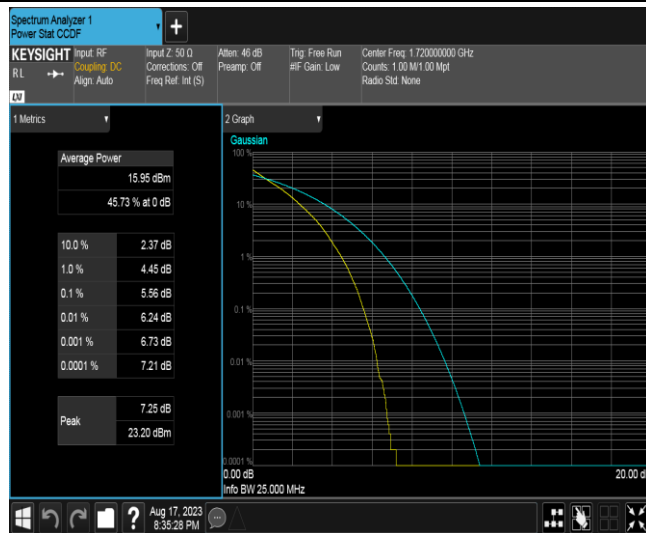 Spectrum Analyzer 1
Power Stat CCDF
+
KEYSIGHT
RL
Input: RF
Coupling: DC
Align: Auto
Input Z: 50 Ω
Corrections: Off
Freq Ref: Int (S)
Atten: 46 dB
Preamp: Off
Trig: Free Run
#IF Gain: Low
Center Freq: 1.720000000 GHz
Counts: 1.00 M/1.00 Mpt
Radio Std: None
LXI
1 Metrics
Average Power
15.95 dBm
45.73 % at 0 dB
10.0 % 2.37 dB
1.0 % 4.45 dB
0.1 % 5.56 dB
0.01 % 6.24 dB
0.001 % 6.73 dB
0.0001 % 7.21 dB
Peak
7.25 dB
23.20 dBm
2 Graph
Gaussian
100 %
10 %
1 %
0.1 %
0.01 %
0.001 %
0.0001 %
0.00 dB
20.00 d
Info BW 25.000 MHz
?
Aug 17, 2023
8:35:28 PM